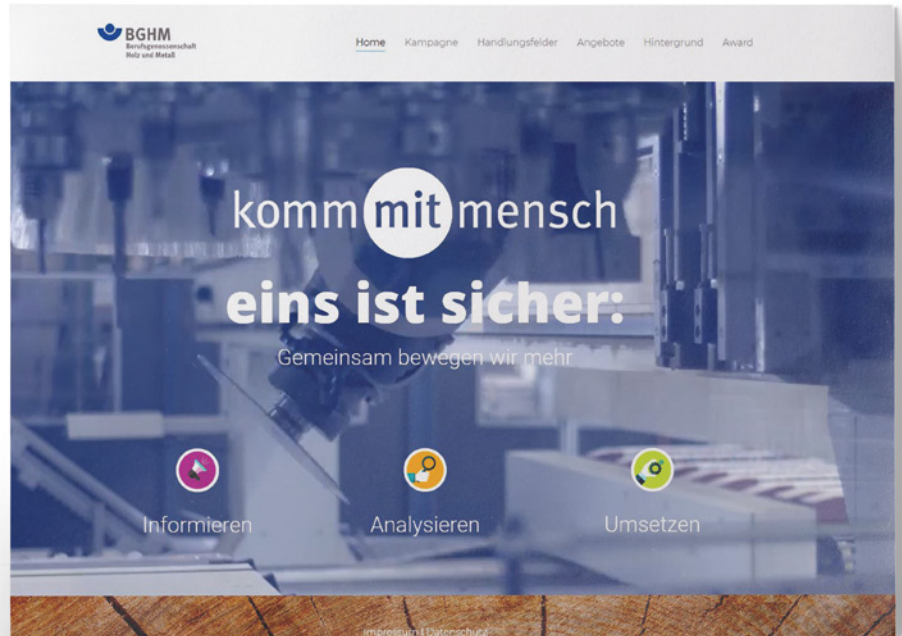 BGHM
Berufsgenossenschaft
Holz und Metall
Home Kampagne Handlungsfelder Angebote Hintergrund Award
komm mit mensch
eins ist sicher:
Gemeinsam bewegen wir mehr
Informieren Analysieren Umsetzen
Impressum | Datenschutz